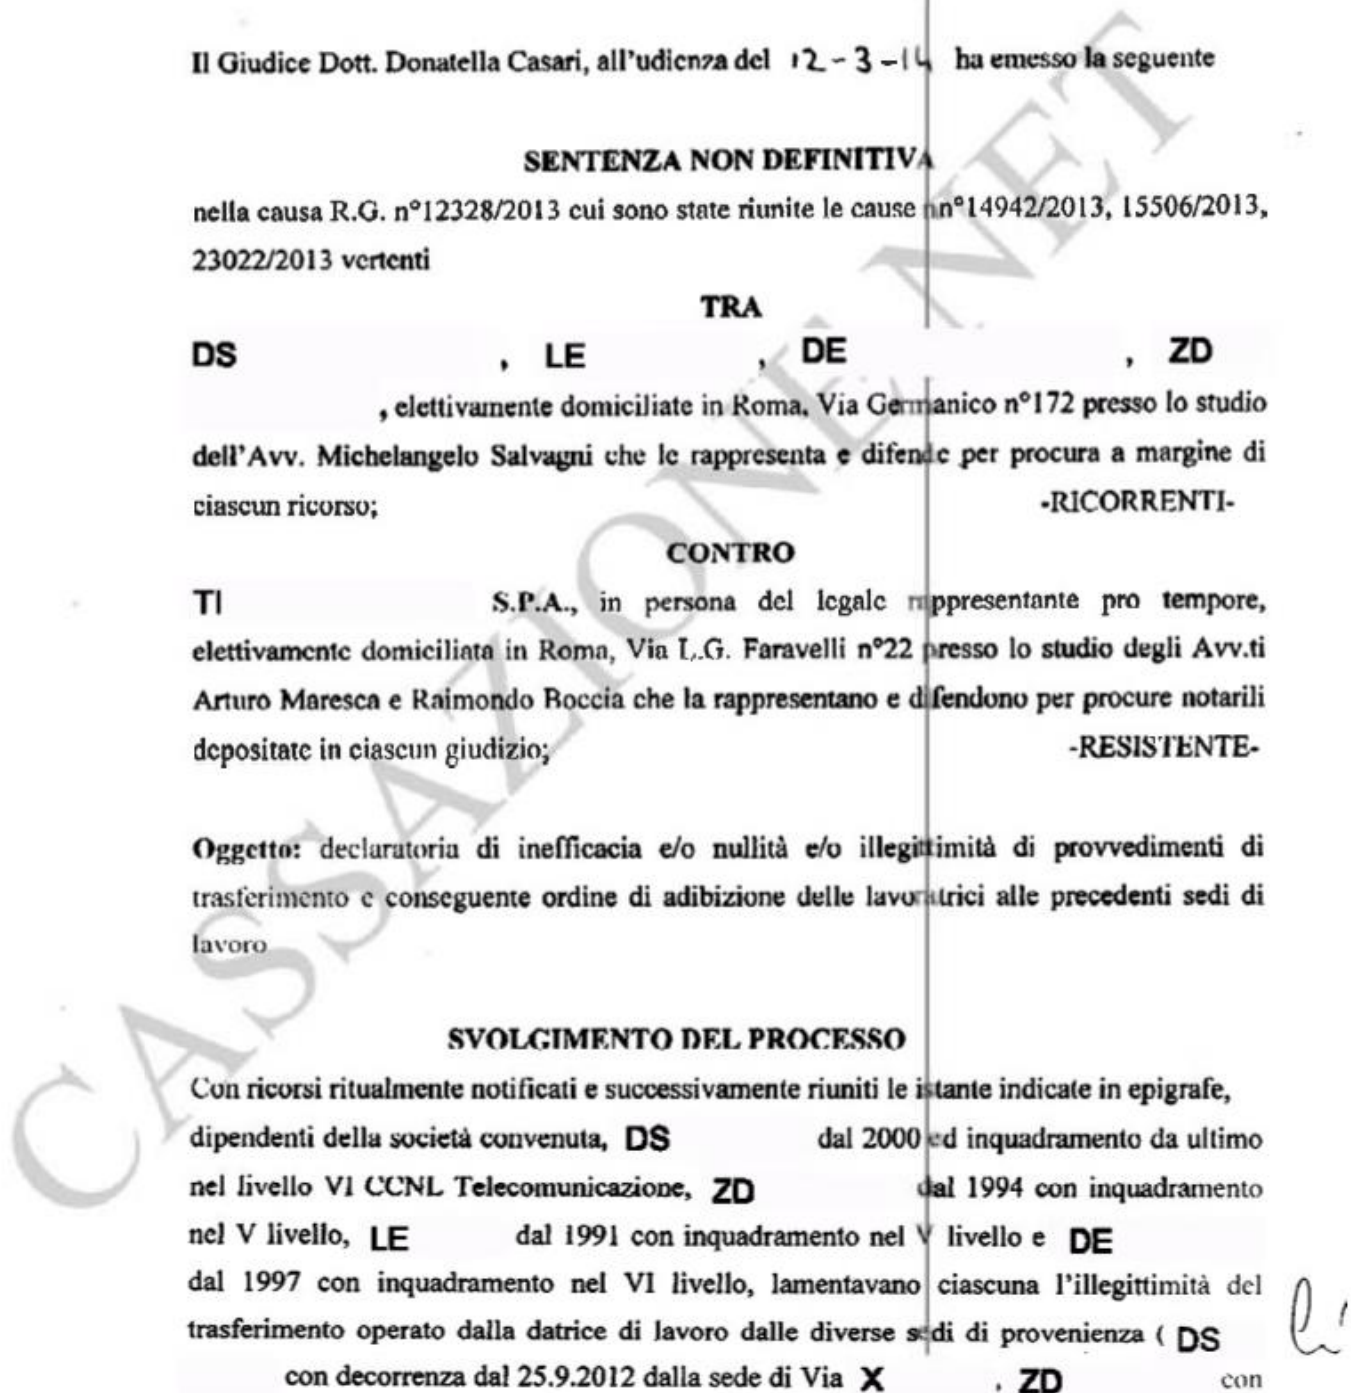 Il Giudice Dott. Donatella Casari, all'udienza del 12-3-14 ha emesso la seguente
SENTENZA NON DEFINITIVA
nella causa R.G. n°12328/2013 cui sono state riunite le cause nn°14942/2013, 15506/2013,
23022/2013 vertenti
TRA
DS , LE , DE , ZD
, elettivamente domiciliate in Roma, Via Germanico n°172 presso lo studio
dell'Avv. Michelangelo Salvagni che le rappresenta e difende per procura a margine di
ciascun ricorso; -RICORRENTI-
CONTRO
TI S.P.A., in persona del legale rappresentante pro tempore,
elettivamente domiciliata in Roma, Via L.G. Faravelli n°22 presso lo studio degli Avv.ti
Arturo Maresca e Raimondo Boccia che la rappresentano e difendono per procure notarili
depositate in ciascun giudizio; -RESISTENTE-
Oggetto: declaratoria di inefficacia e/o nullità e/o illegittimità di provvedimenti di
trasferimento e conseguente ordine di adibizione delle lavoratrici alle precedenti sedi di
lavoro
SVOLGIMENTO DEL PROCESSO
Con ricorsi ritualmente notificati e successivamente riuniti le istante indicate in epigrafe,
dipendenti della società convenuta, DS dal 2000 ed inquadramento da ultimo
nel livello VI CCNL Telecomunicazione, ZD dal 1994 con inquadramento
nel V livello, LE dal 1991 con inquadramento nel V livello e DE
dal 1997 con inquadramento nel VI livello, lamentavano ciascuna l'illegittimità del
trasferimento operato dalla datrice di lavoro dalle diverse sedi di provenienza ( DS
con decorrenza dal 25.9.2012 dalla sede di Via X , ZD con
CASSAZIONE.NET